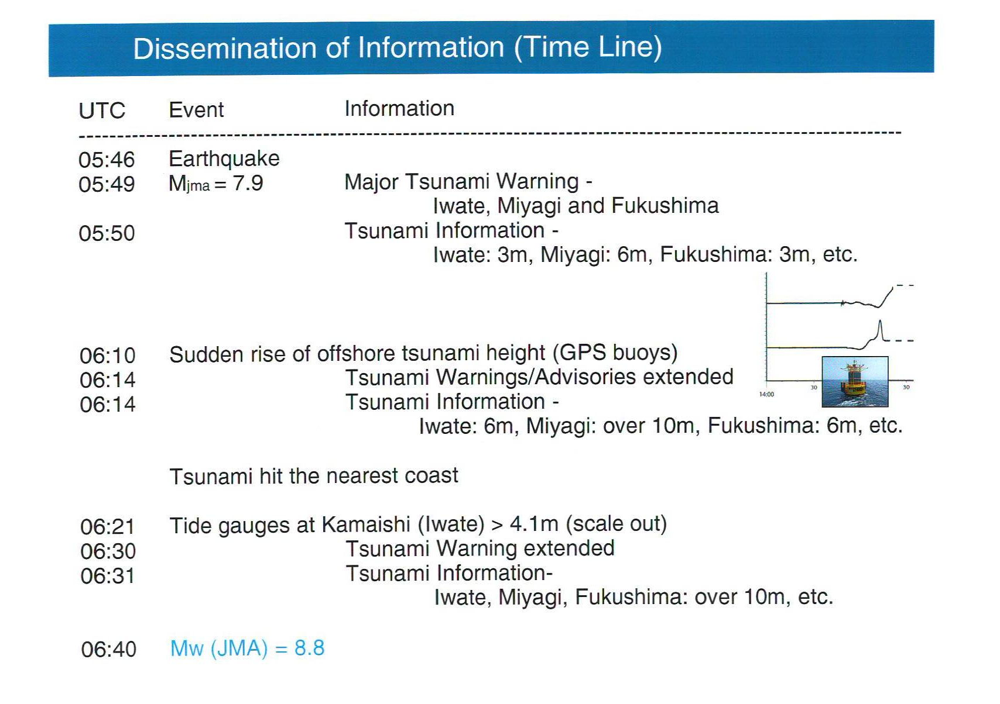 Dissemination of Information (Time Line)
UTC Event Information
05:46 Earthquake
05:49 Mjma = 7.9 Major Tsunami Warning -
Iwate, Miyagi and Fukushima
05:50 Tsunami Information -
Iwate: 3m, Miyagi: 6m, Fukushima: 3m, etc.
06:10 Sudden rise of offshore tsunami height (GPS buoys)
06:14 Tsunami Warnings/Advisories extended
06:14 Tsunami Information -
30 30
14:00
Iwate: 6m, Miyagi: over 10m, Fukushima: 6m, etc.
Tsunami hit the nearest coast
06:21 Tide gauges at Kamaishi (Iwate) > 4.1m (scale out)
06:30 Tsunami Warning extended
06:31 Tsunami Information-
Iwate, Miyagi, Fukushima: over 10m, etc.
06:40 Mw (JMA) = 8.8